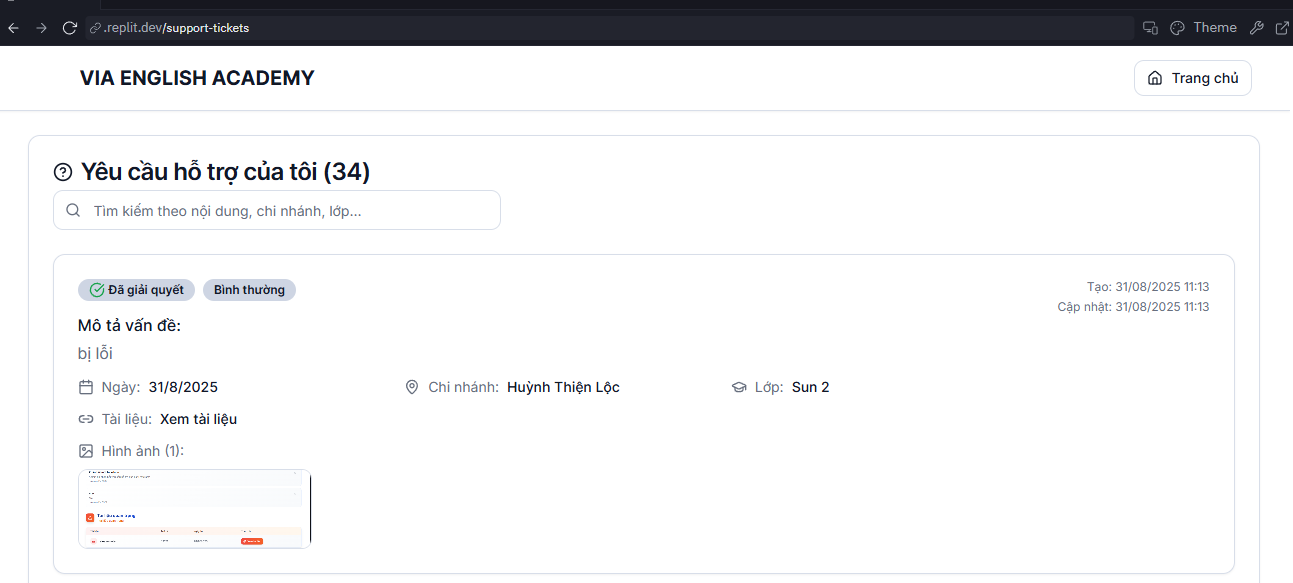 .replit.dev/support-tickets
Theme
VIA ENGLISH ACADEMY
Trang chủ
Yêu cầu hỗ trợ của tôi (34)
Tìm kiếm theo nội dung, chi nhánh, lớp...
Đã giải quyết
Bình thường
Tạo: 31/08/2025 11:13
Cập nhật: 31/08/2025 11:13
Mô tả vấn đề:
bị lỗi
Ngày: 31/8/2025
Chi nhánh: Huỳnh Thiện Lộc
Lớp: Sun 2
Tài liệu: Xem tài liệu
Hình ảnh (1):